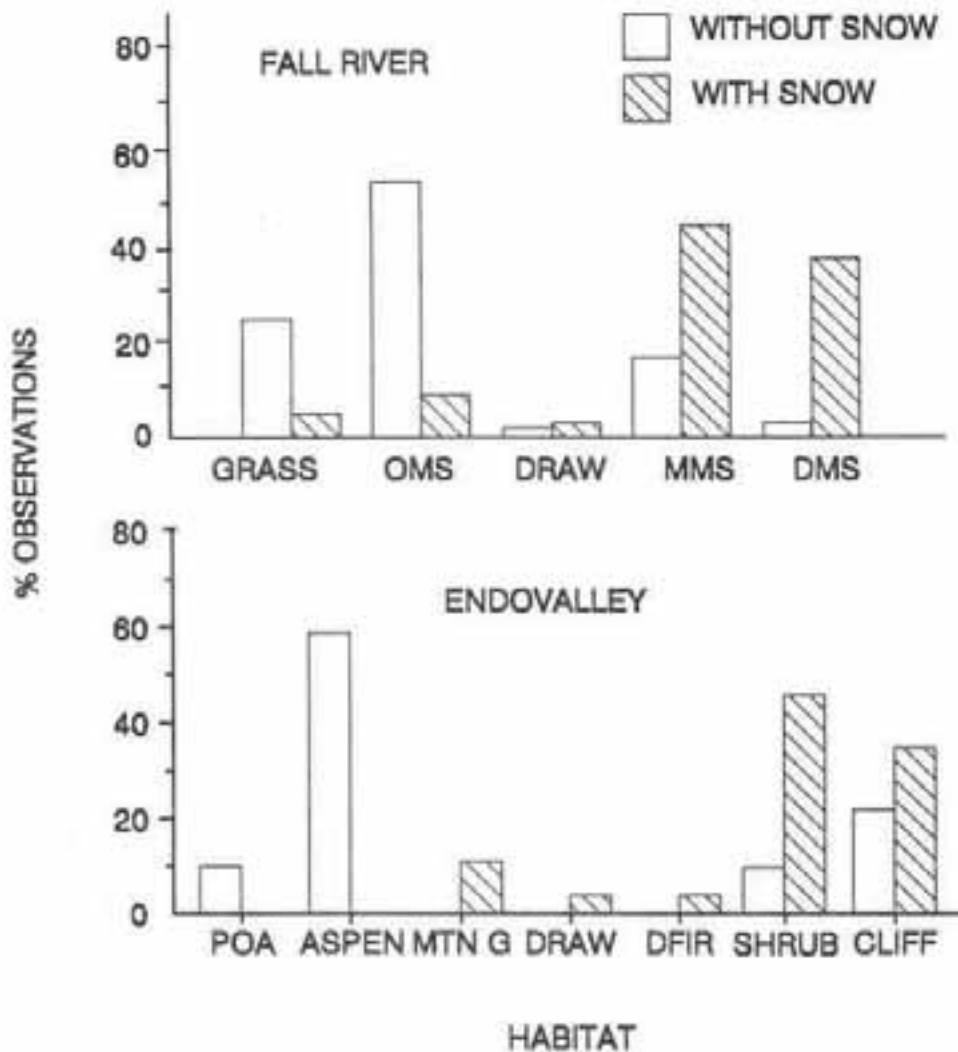 WITHOUT SNOW
WITH SNOW
FALL RIVER
80
60
40
20
0
GRASS OMS DRAW MMS DMS
% OBSERVATIONS
ENDOVALLEY
80
60
40
20
0
POA ASPEN MTN G DRAW DFIR SHRUB CLIFF
HABITAT